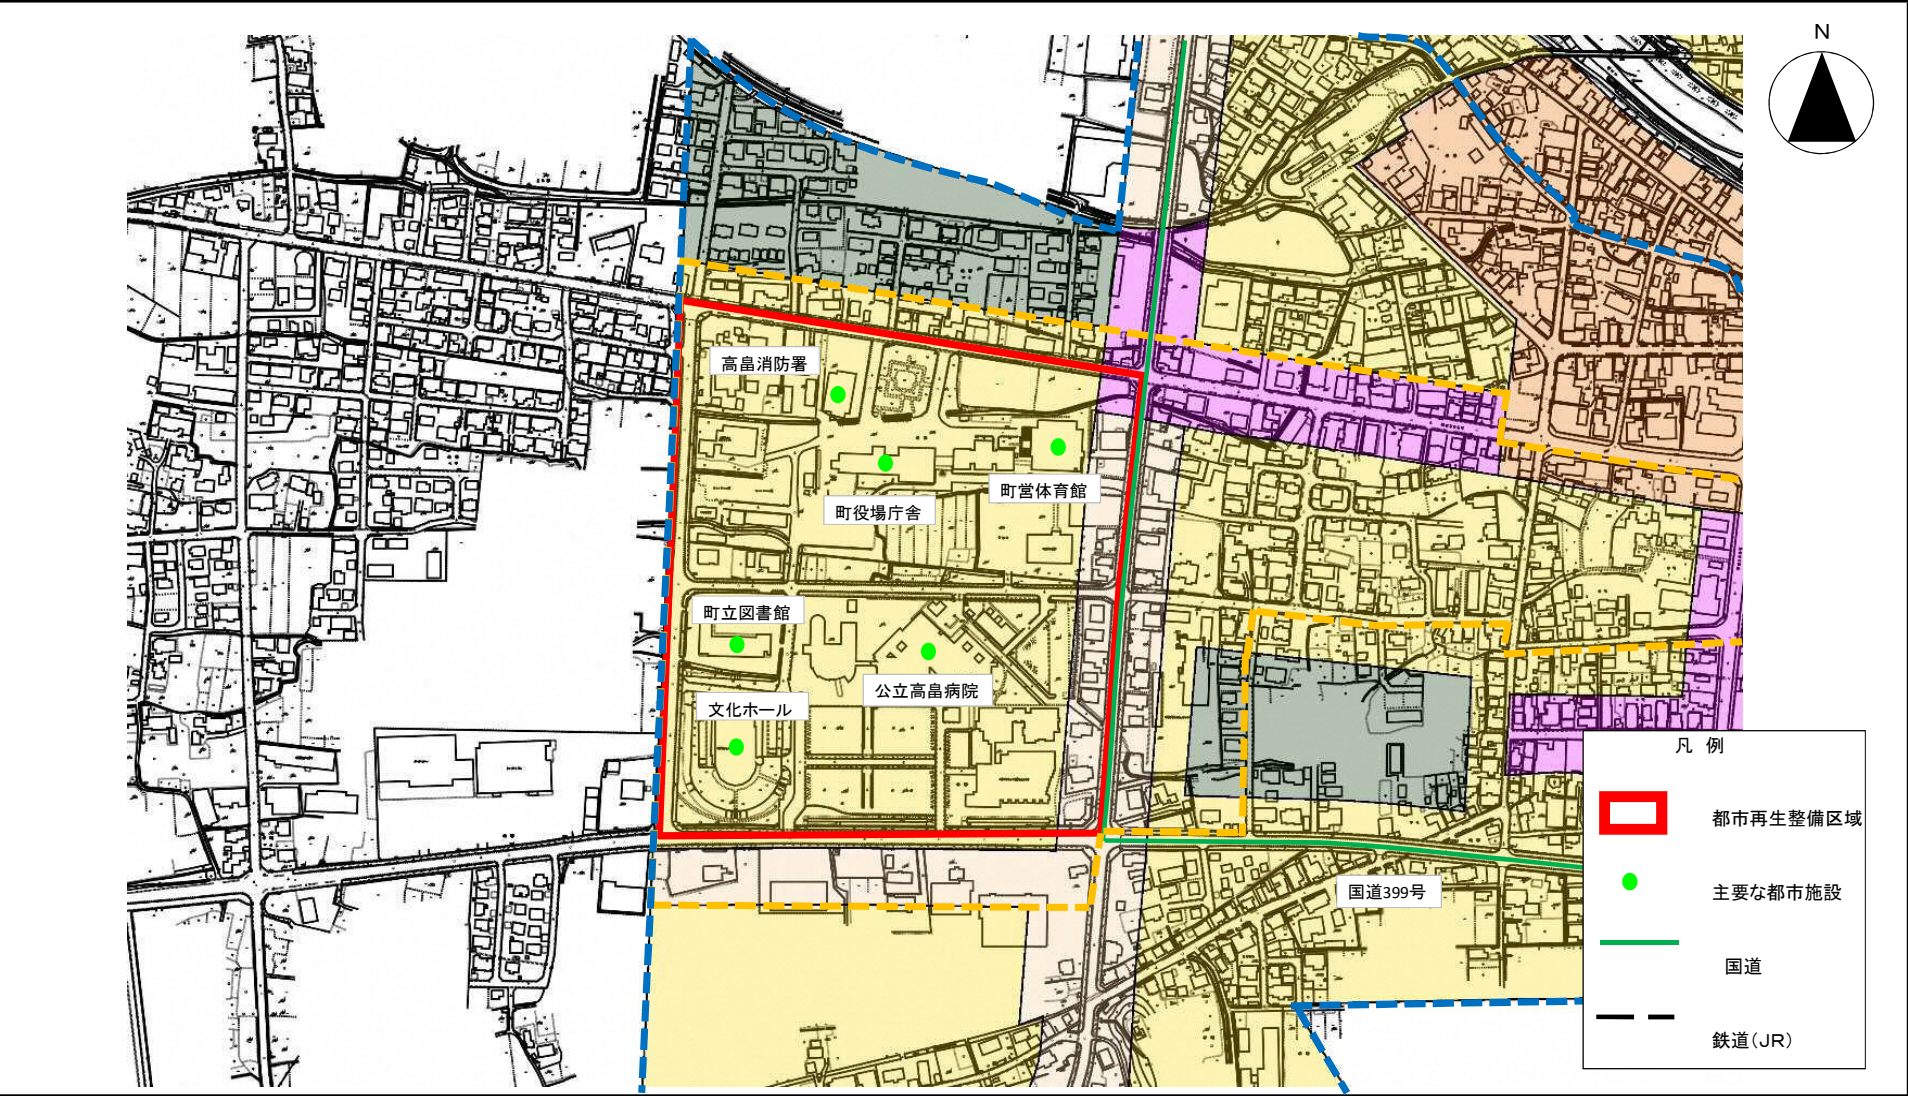 N
高畠消防署
町営体育館
町役場庁舎
町立図書館
公立高畠病院
文化ホール
国道399号
凡 例
都市再生整備区域
主要な都市施設
国道
鉄道(JR)